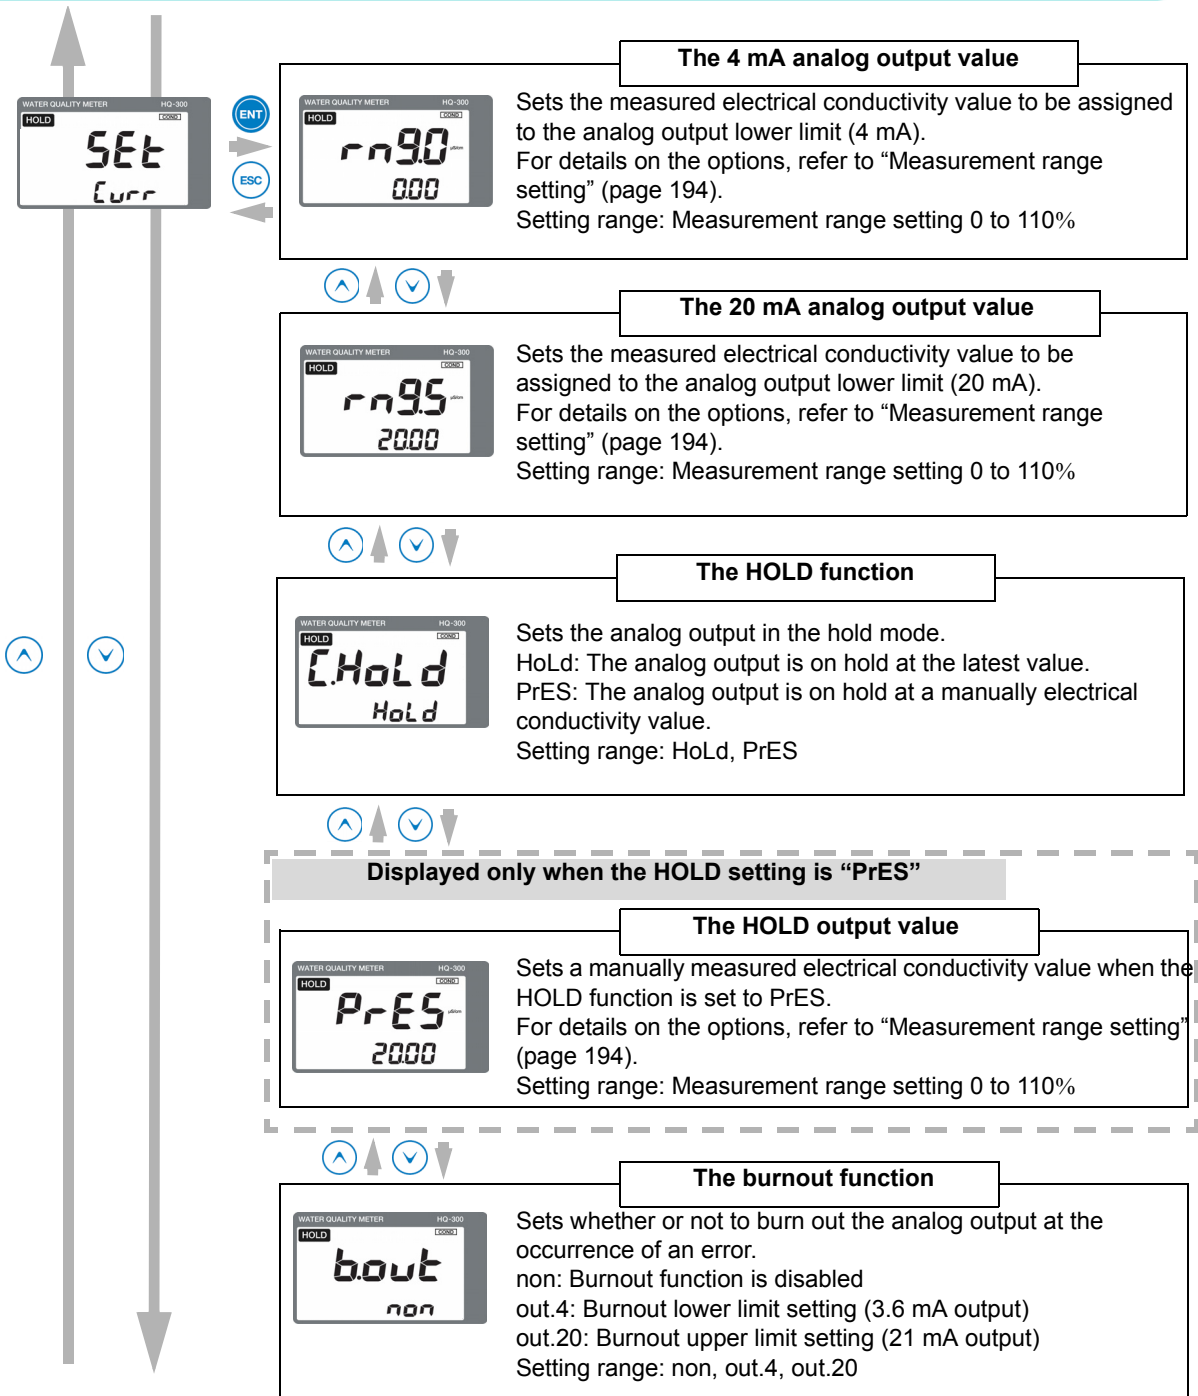 The 4 mA analog output value
WATER QUALITY METER HQ-300
HOLD COND
SEt
Curr
ENT
ESC
WATER QUALITY METER HQ-300
HOLD COND
rng.0 µS/cm
0.00
Sets the measured electrical conductivity value to be assigned
to the analog output lower limit (4 mA).
For details on the options, refer to “Measurement range
setting” (page 194).
Setting range: Measurement range setting 0 to 110%
The 20 mA analog output value
WATER QUALITY METER HQ-300
HOLD COND
rng.S µS/cm
20.00
Sets the measured electrical conductivity value to be
assigned to the analog output lower limit (20 mA).
For details on the options, refer to “Measurement range
setting” (page 194).
Setting range: Measurement range setting 0 to 110%
The HOLD function
WATER QUALITY METER HQ-300
HOLD COND
C.HoLd
HoLd
Sets the analog output in the hold mode.
HoLd: The analog output is on hold at the latest value.
PrES: The analog output is on hold at a manually electrical
conductivity value.
Setting range: HoLd, PrES
Displayed only when the HOLD setting is “PrES”
The HOLD output value
WATER QUALITY METER HQ-300
HOLD COND
PrES µS/cm
20.00
Sets a manually measured electrical conductivity value when the
HOLD function is set to PrES.
For details on the options, refer to “Measurement range setting”
(page 194).
Setting range: Measurement range setting 0 to 110%
The burnout function
WATER QUALITY METER HQ-300
HOLD COND
b.out
non
Sets whether or not to burn out the analog output at the
occurrence of an error.
non: Burnout function is disabled
out.4: Burnout lower limit setting (3.6 mA output)
out.20: Burnout upper limit setting (21 mA output)
Setting range: non, out.4, out.20